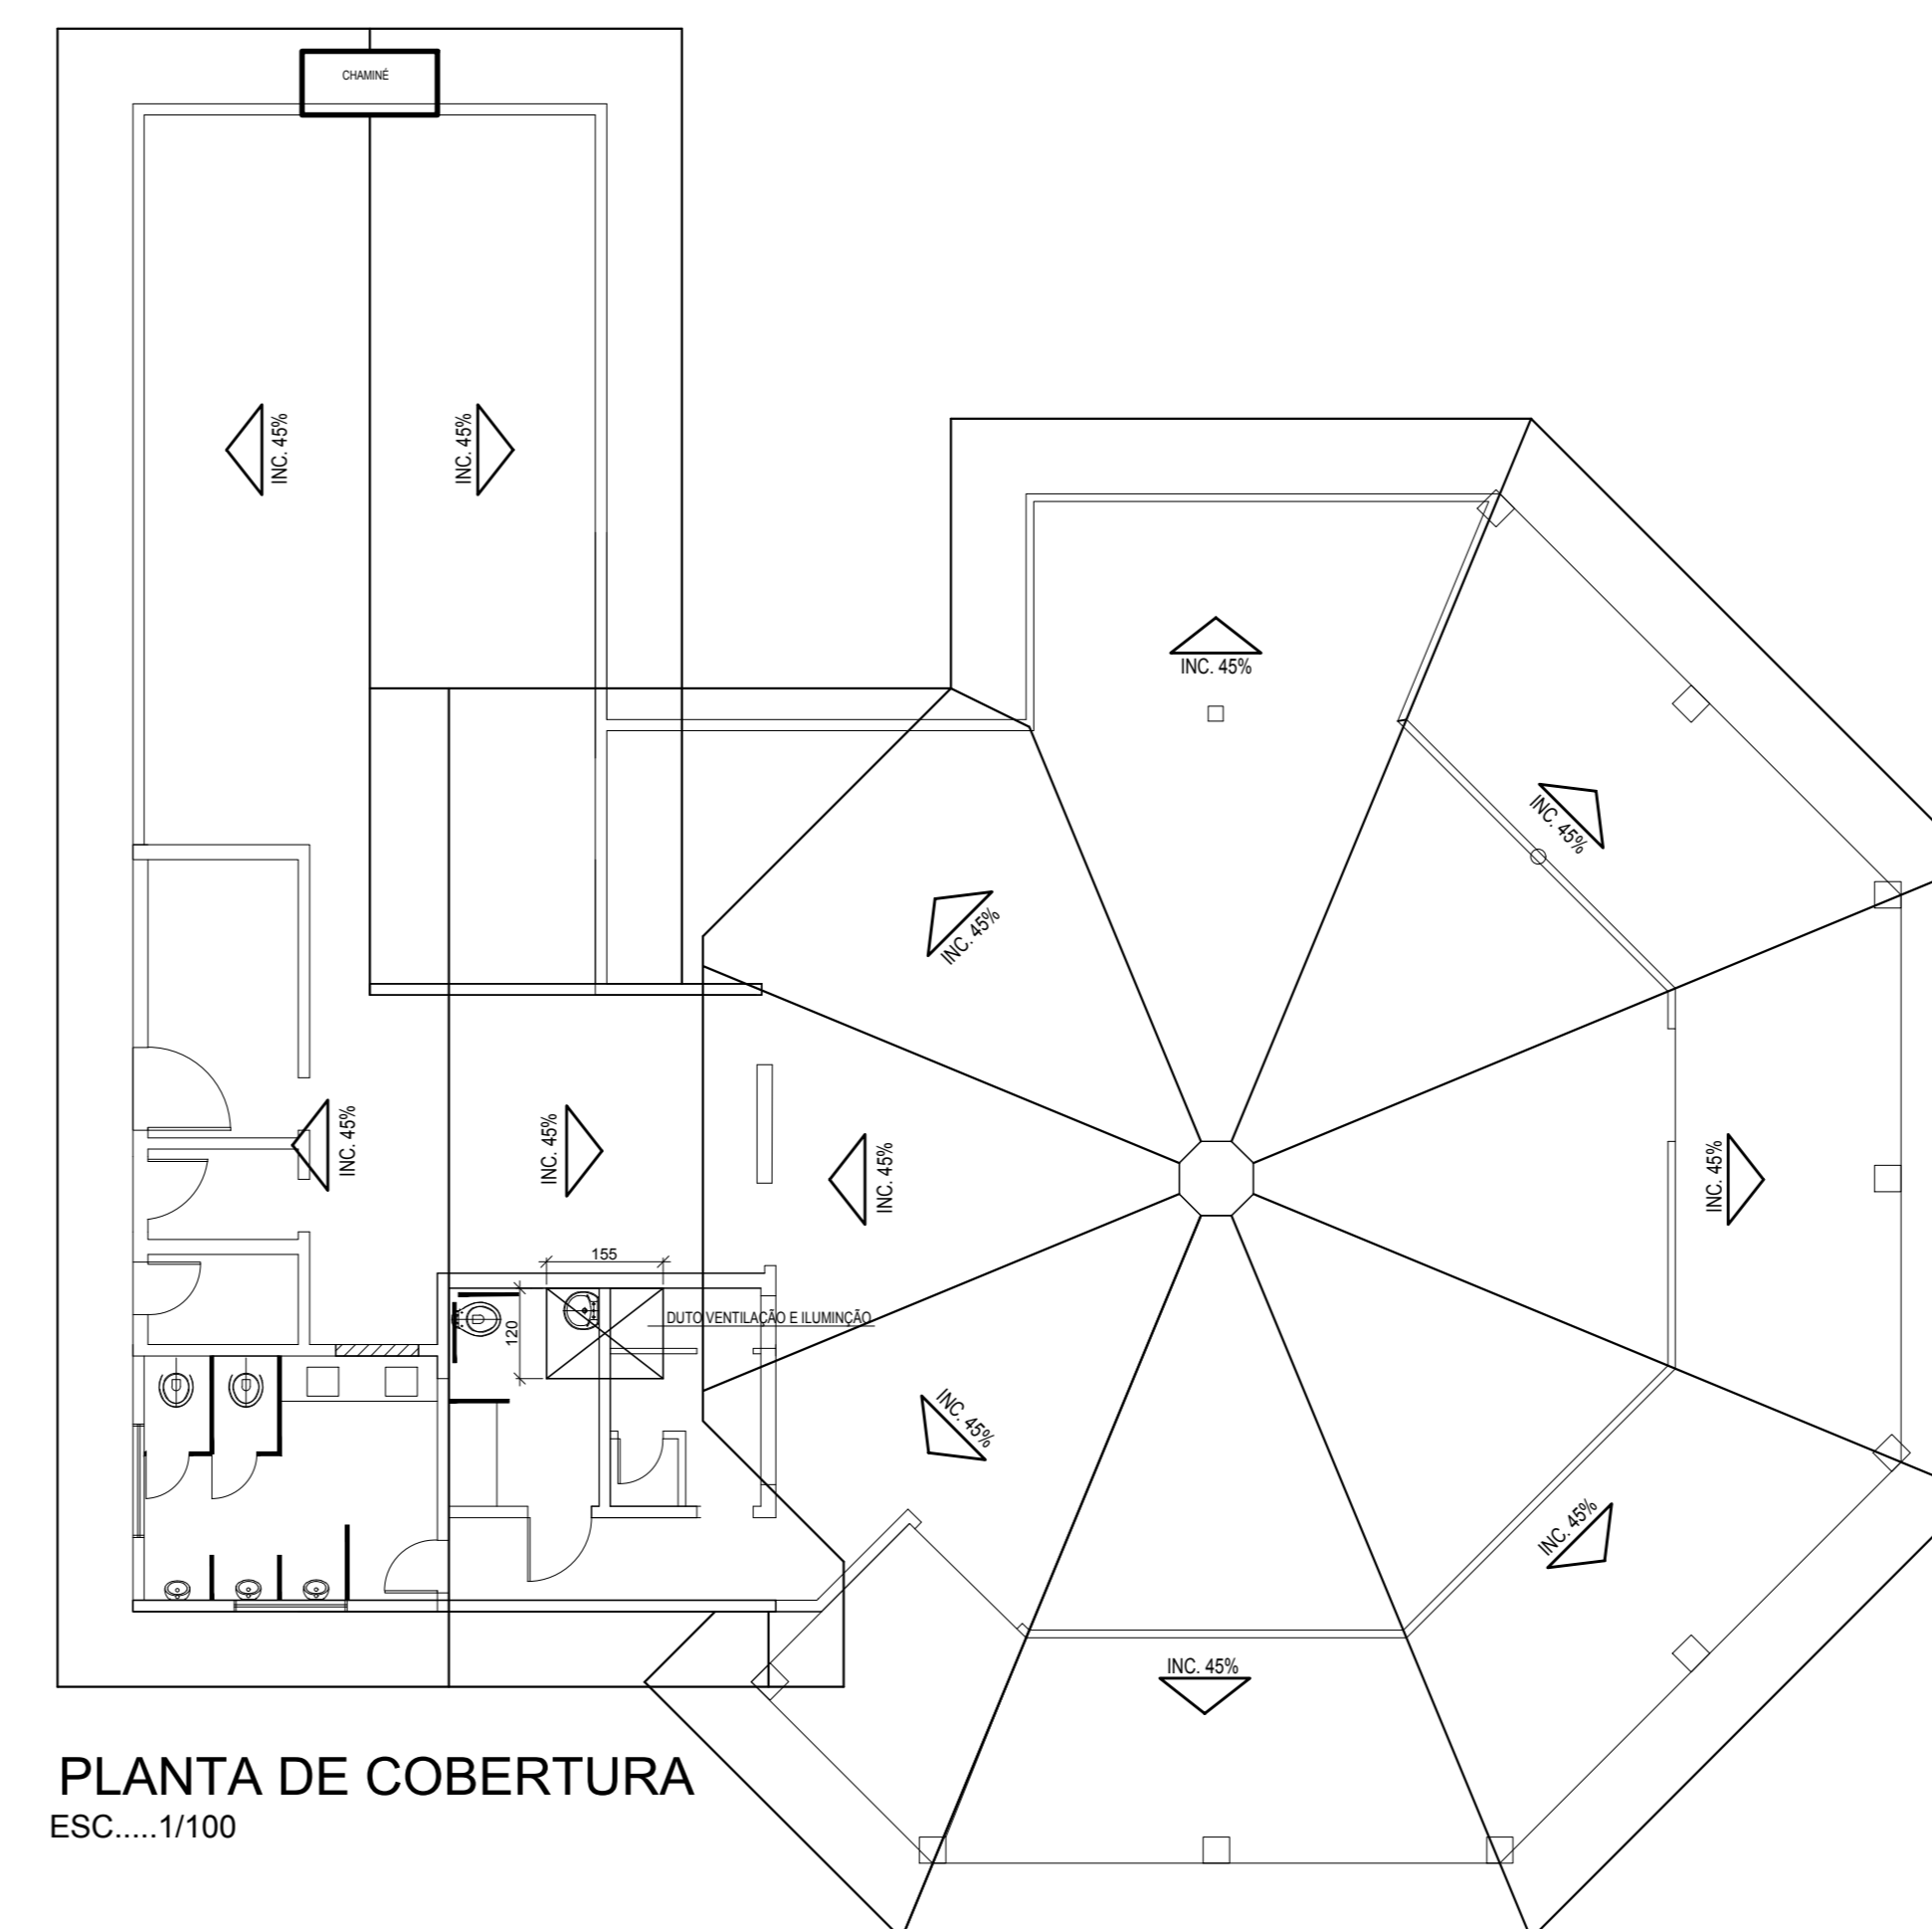 CHAMINÉ
INC. 45%
INC. 45%
INC. 45%
INC. 45%
INC. 45%
INC. 45%
INC. 45%
INC. 45%
INC. 45%
155
120
DUTO VENTILAÇÃO E ILUMINÇÃO
INC. 45%
INC. 45%
INC. 45%
PLANTA DE COBERTURA
ESC.....1/100